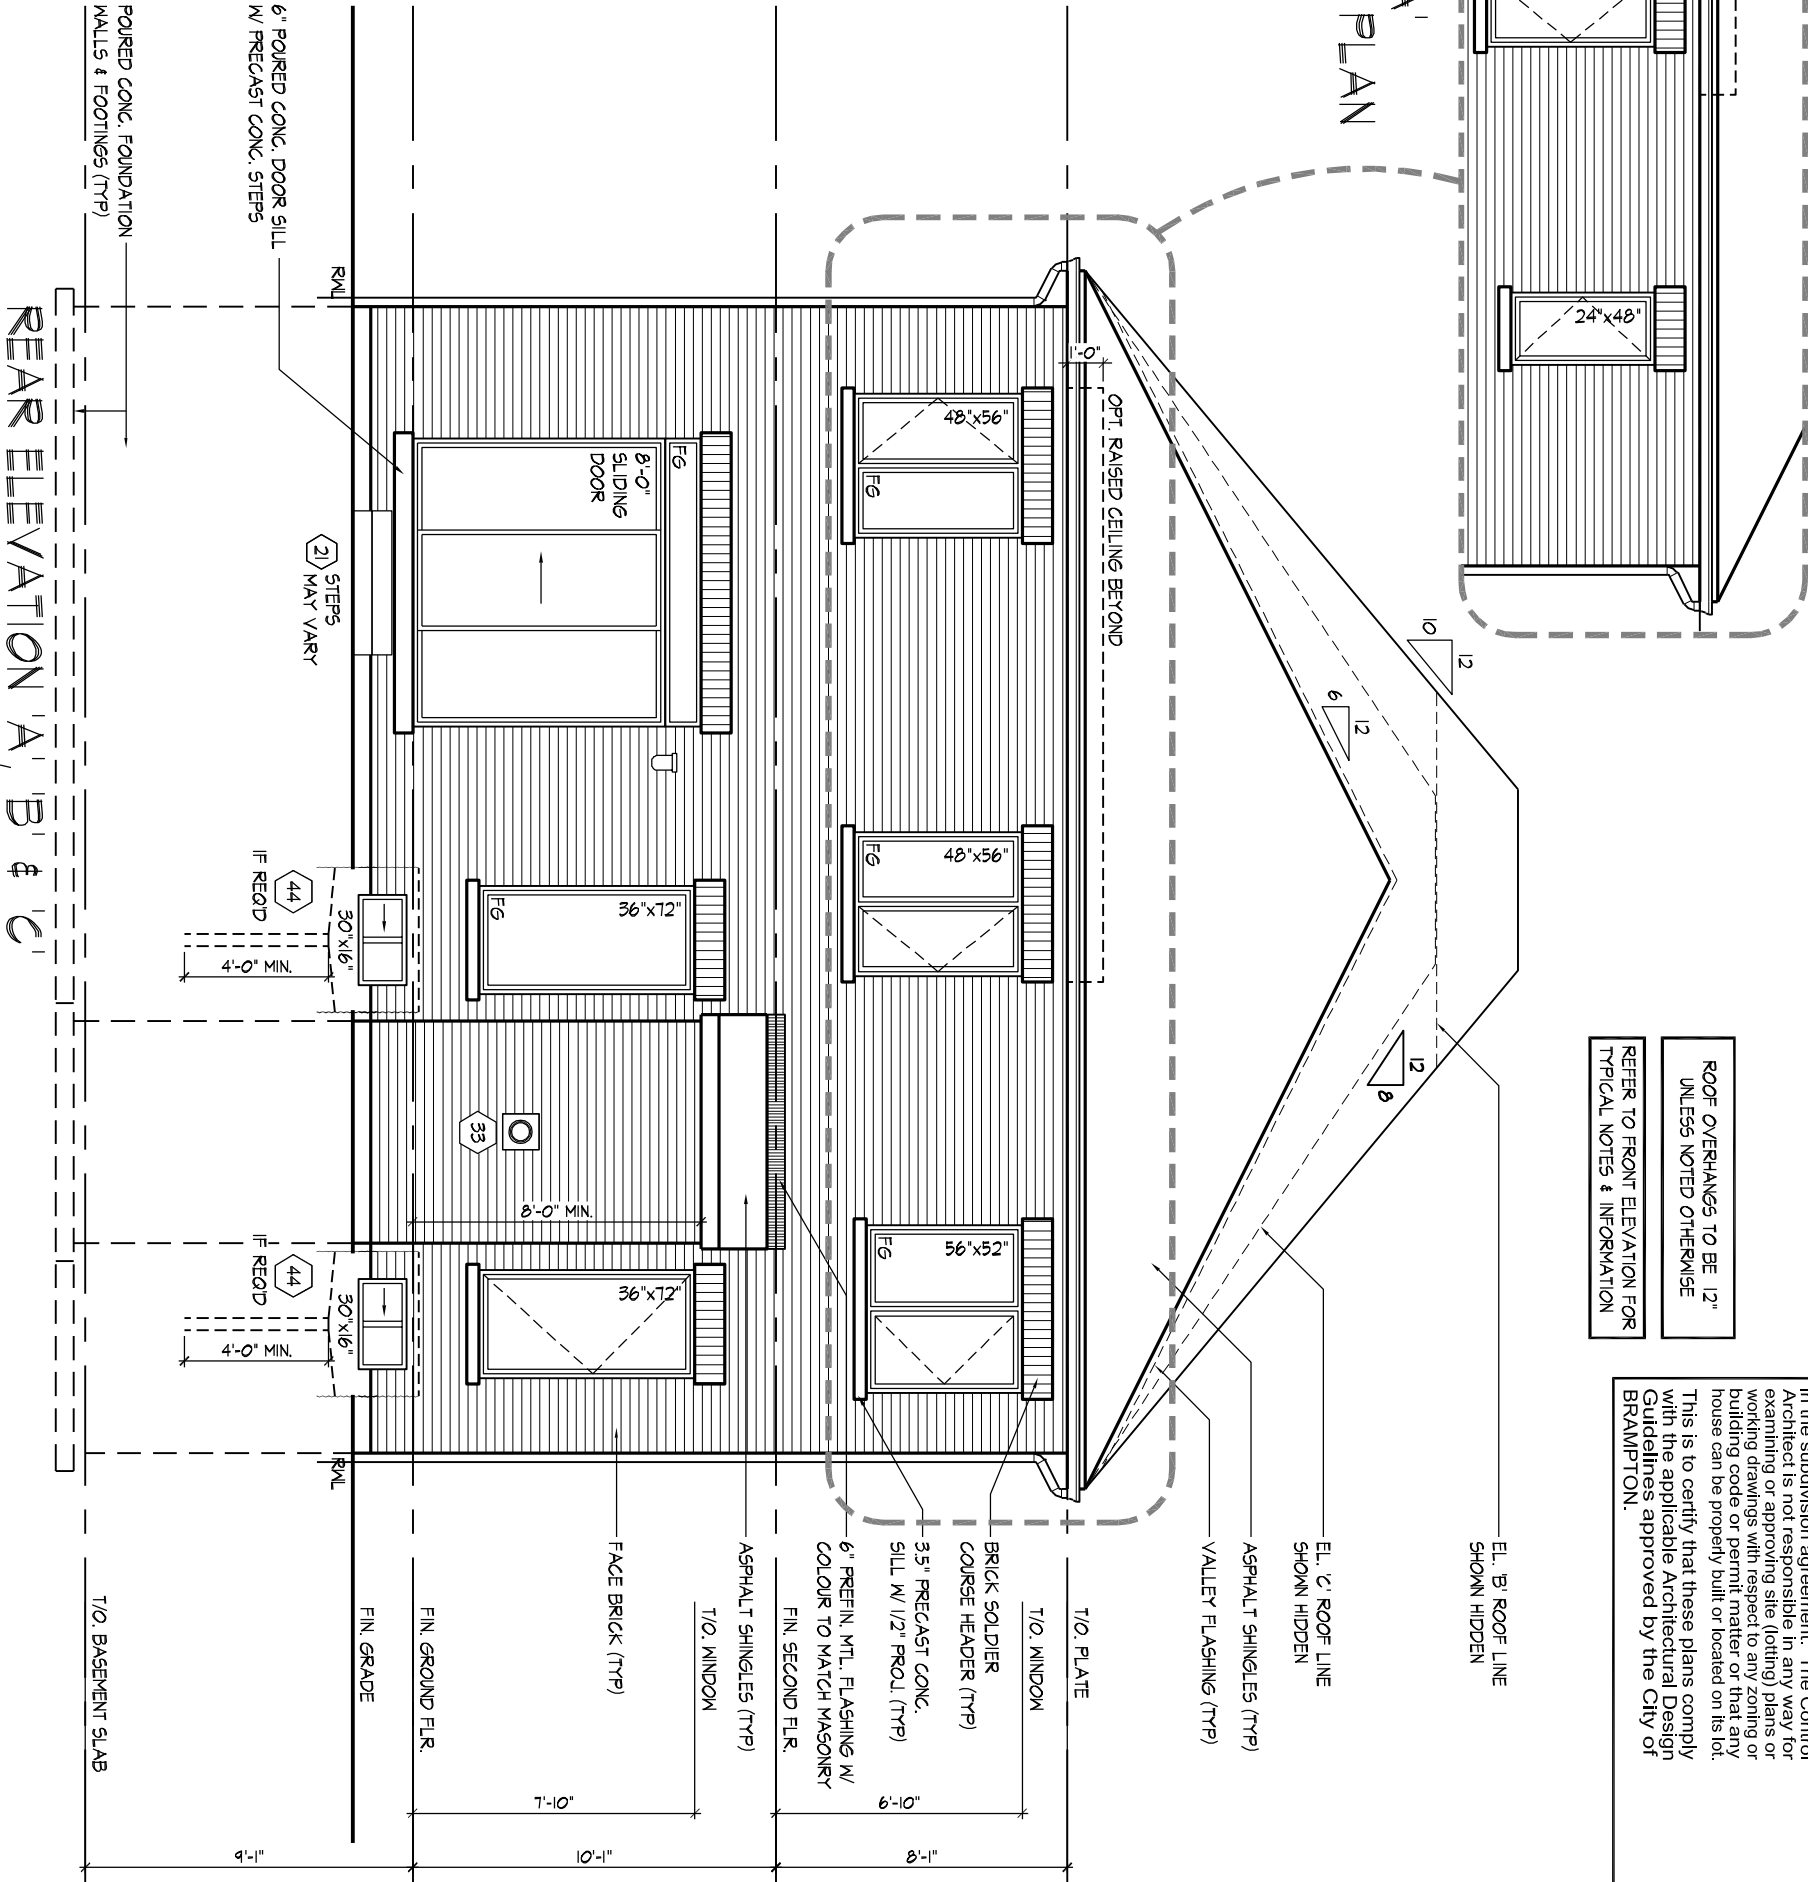 PLAN
24"x48"
ROOF OVERHANGS TO BE 12"
UNLESS NOTED OTHERWISE
REFER TO FRONT ELEVATION FOR
TYPICAL NOTES & INFORMATION
in the subdivision agreement. The Control
Architect is not responsible in any way for
examining or approving site (lotting) plans or
working drawings with respect to any zoning or
building code or permit matter or that any
house can be properly built or located on its lot.
This is to certify that these plans comply
with the applicable Architectural Design
Guidelines approved by the City of
BRAMPTON.
12
10
12
6
12
8
EL. 'B' ROOF LINE
SHOWN HIDDEN
EL. 'C' ROOF LINE
SHOWN HIDDEN
ASPHALT SHINGLES (TYP)
VALLEY FLASHING (TYP)
1'-0"
OPT. RAISED CEILING BEYOND
T/O. PLATE
T/O. WINDOW
BRICK SOLDIER
COURSE HEADER (TYP)
3.5" PRECAST CONC.
SILL W/ 1/2" PROJ. (TYP)
6" PREFIN. MTL. FLASHING W/
COLOUR TO MATCH MASONRY
FIN. SECOND FLR.
ASPHALT SHINGLES (TYP)
T/O. WINDOW
FACE BRICK (TYP)
FIN. GROUND FLR.
FIN. GRADE
T/O. BASEMENT SLAB
48"x56"
FG
48"x56"
FG
56"x52"
FG
FG
8'-0"
SLIDING
DOOR
36"x72"
FG
36"x72"
33
8'-0" MIN.
RWL
RWL
21
STEPS
MAY VARY
30"x16"
44
IF REQ'D
4'-0" MIN.
30"x16"
44
IF REQ'D
4'-0" MIN.
6" POURED CONC. DOOR SILL
W/ PRECAST CONC. STEPS
POURED CONC. FOUNDATION
WALLS & FOOTINGS (TYP)
6'-10"
7'-10"
8'-1"
10'-1"
9'-1"
REAR ELEVATION 'A', 'B' & 'C'